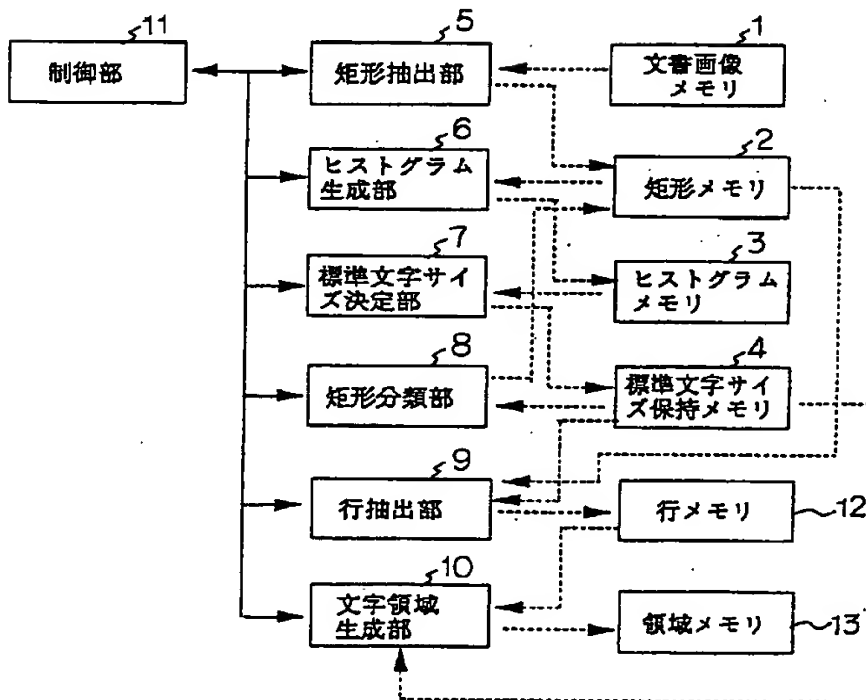 11
制御部
5
矩形抽出部
1
文書画像
メモリ
6
ヒストグラム
生成部
2
矩形メモリ
7
標準文字サイ
ズ決定部
3
ヒストグラム
メモリ
8
矩形分類部
4
標準文字サイ
ズ保持メモリ
9
行抽出部
行メモリ
12
10
文字領域
生成部
領域メモリ
13